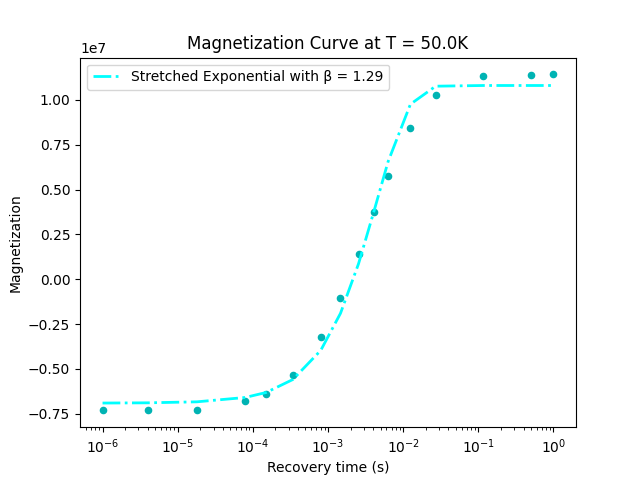 Magnetization Curve at T = 50.0K
1e7
Stretched Exponential with β = 1.29
1.00
0.75
0.50
0.25
0.00
−0.25
−0.50
−0.75
Magnetization
10⁻⁶ 10⁻⁵ 10⁻⁴ 10⁻³ 10⁻² 10⁻¹ 10⁰
Recovery time (s)